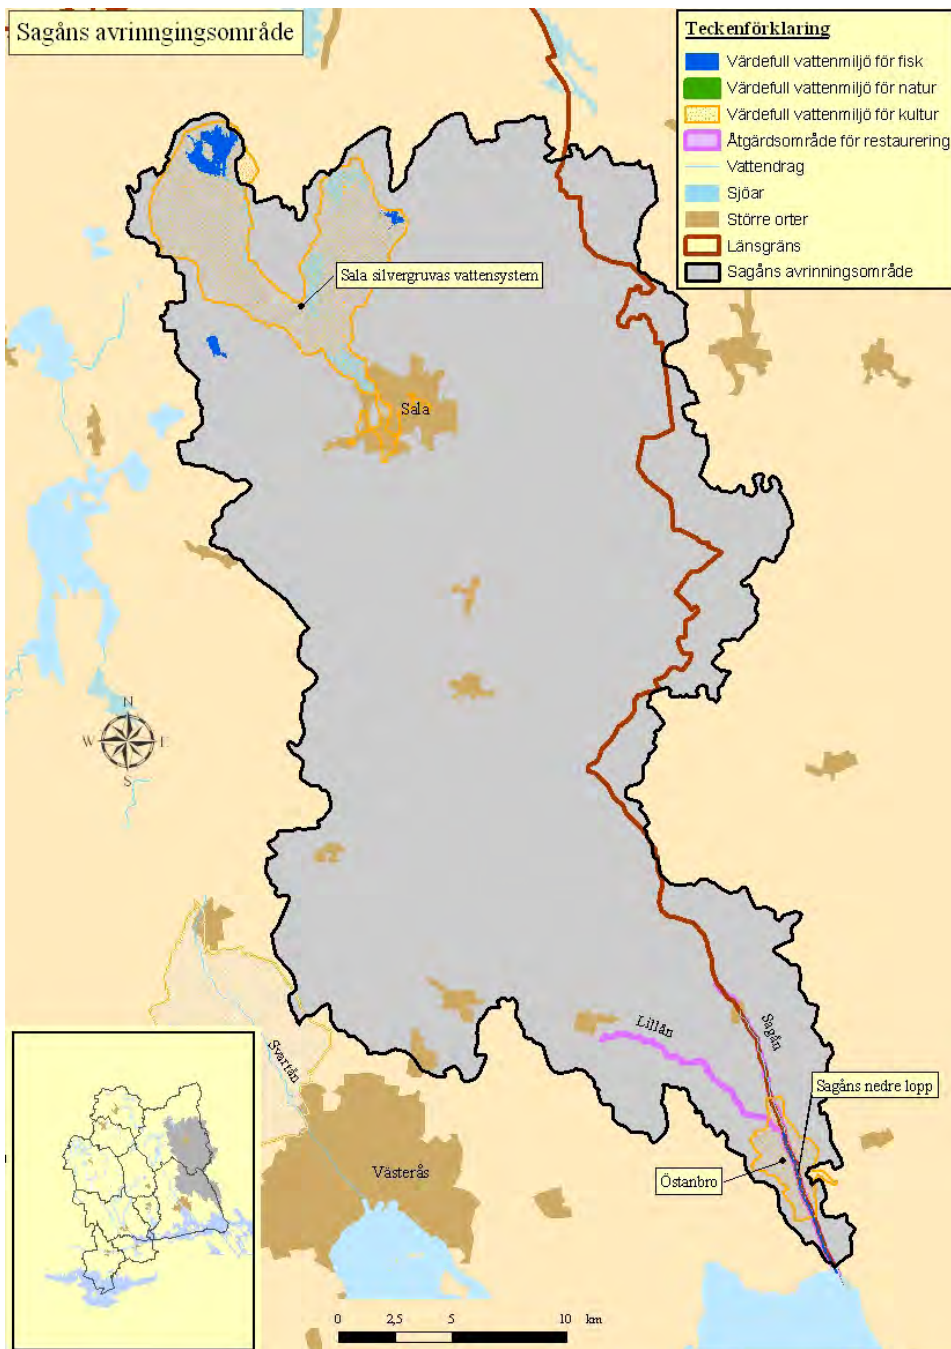 Sagåns avrinngingsområde
Teckenförklaring
Värdefull vattenmiljö för fisk
Värdefull vattenmiljö för natur
Värdefull vattenmiljö för kultur
Åtgärdsområde för restaurering
Vattendrag
Sjöar
Större orter
Länsgräns
Sagåns avrinningsområde
Sala silvergruvas vattensystem
Sala
N
W E
S
Lillån
Sagån
Svartån
Sagåns nedre lopp
Östanbro
Västerås
0 2,5 5 10 km